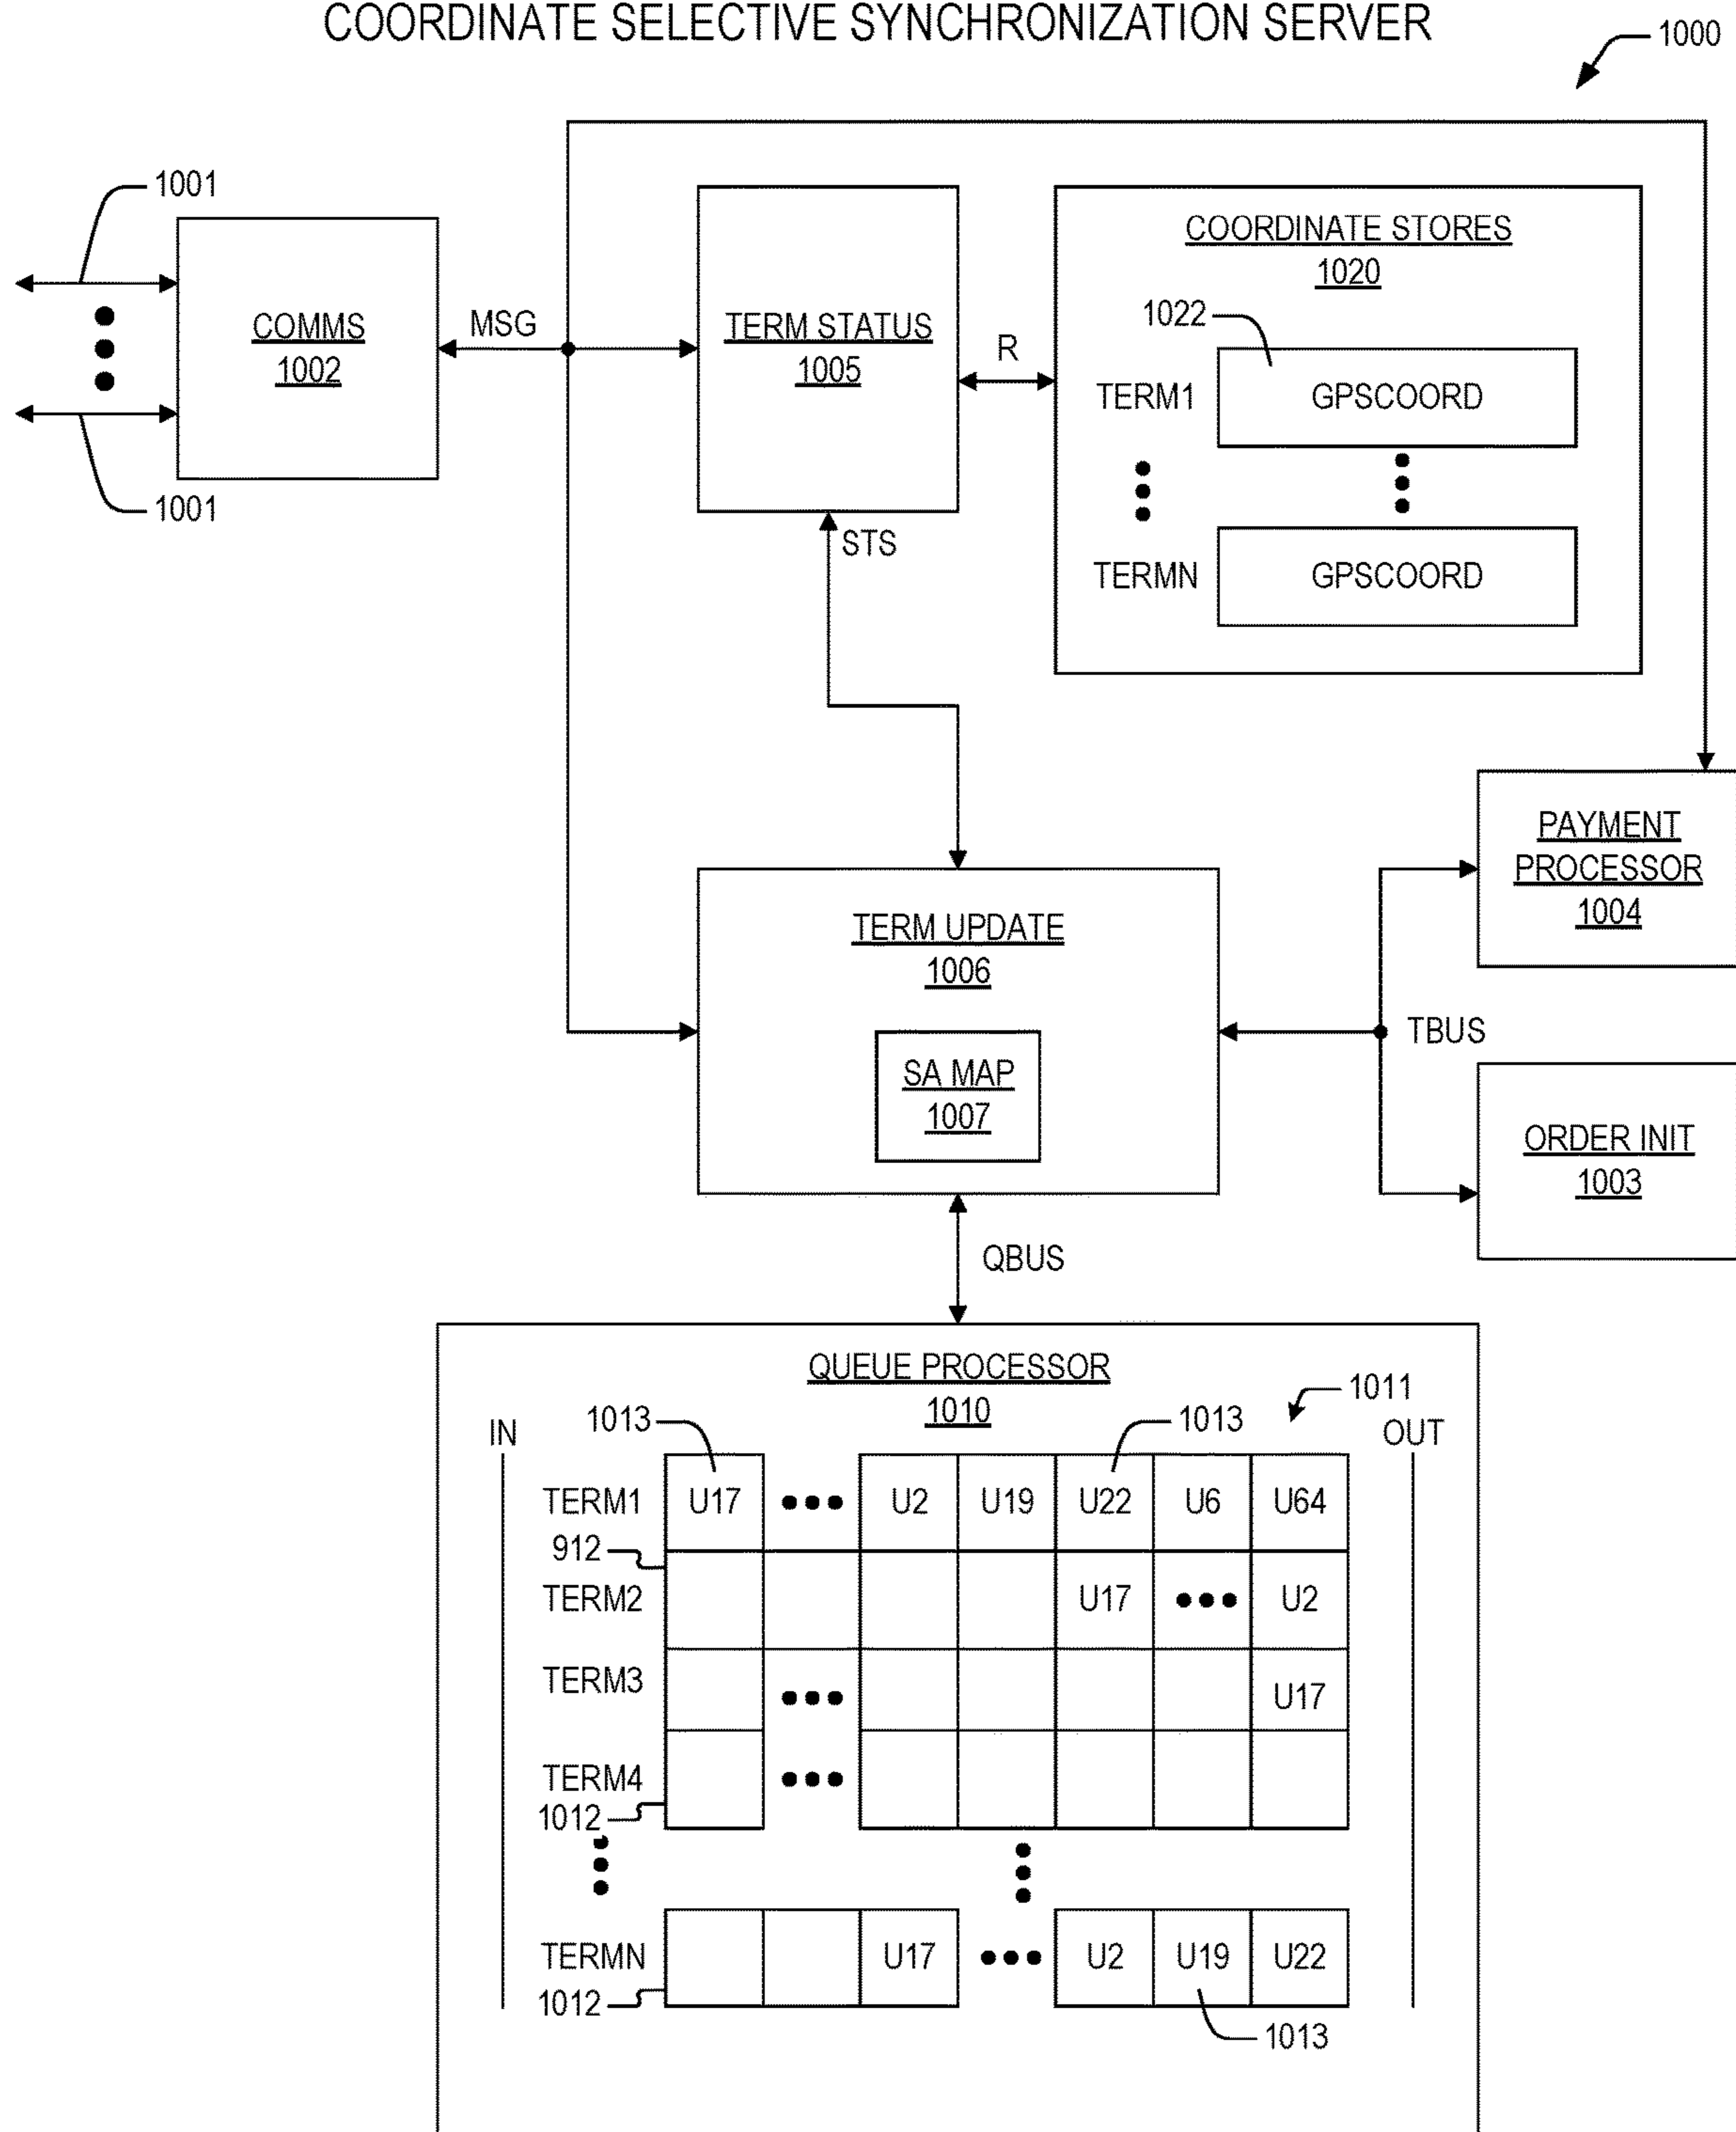 COORDINATE SELECTIVE SYNCHRONIZATION SERVER
1000
1001
COMMS
1002
1001
MSG
TERM STATUS
1005
R
COORDINATE STORES
1020
1022
TERM1
GPSCOORD
TERMN
GPSCOORD
STS
PAYMENT
PROCESSOR
1004
TERM UPDATE
1006
SA MAP
1007
TBUS
ORDER INIT
1003
QBUS
QUEUE PROCESSOR
1010
1011
IN
1013
1013
OUT
TERM1 U17 U2 U19 U22 U6 U64
912
TERM2 U17 U2
TERM3 U17
TERM4
1012
TERMN U17 U2 U19 U22
1012
1013